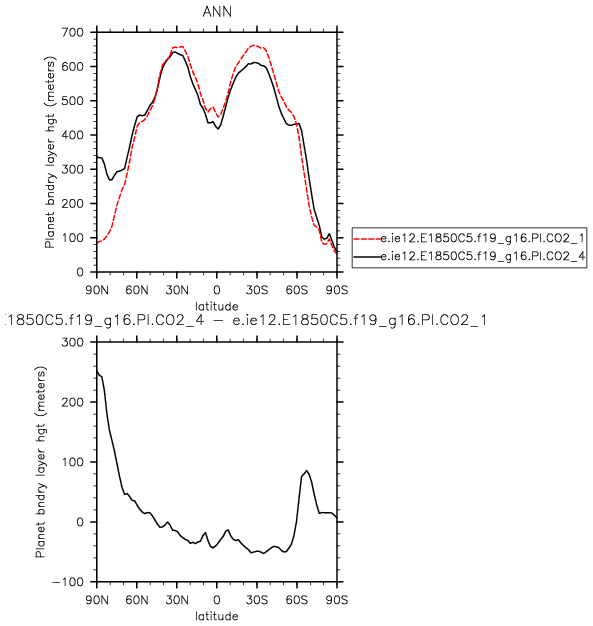 ANN
700
600
500
400
300
200
100
0
Planet bndry layer hgt (meters)
90N 60N 30N 0 30S 60S 90S
latitude
e.ie12.E1850C5.f19_g16.PI.CO2_1
e.ie12.E1850C5.f19_g16.PI.CO2_4
.1850C5.f19_g16.PI.CO2_4 − e.ie12.E1850C5.f19_g16.PI.CO2_1
300
200
100
0
−100
Planet bndry layer hgt (meters)
90N 60N 30N 0 30S 60S 90S
latitude